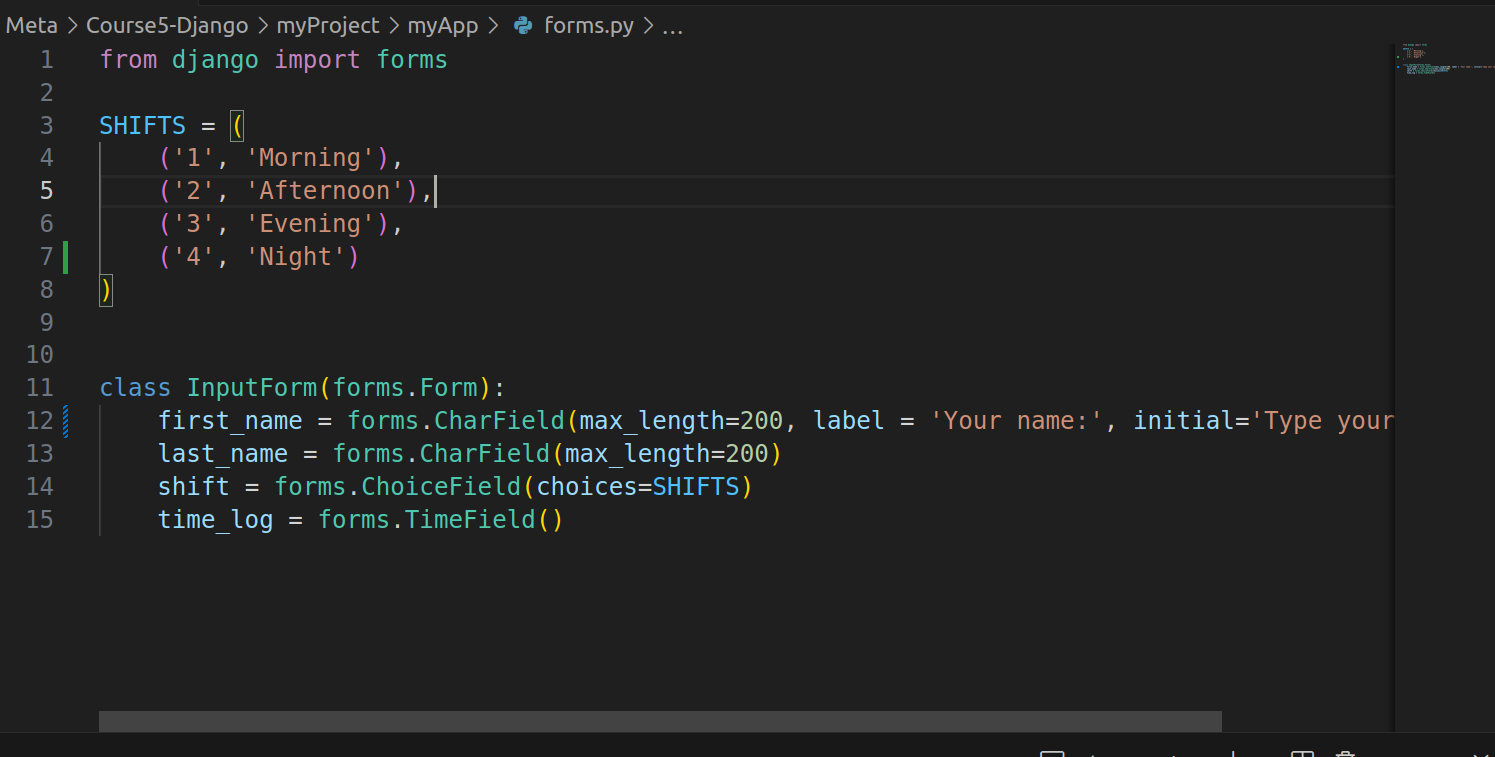 Meta > Course5-Django > myProject > myApp > forms.py > ...
1 from django import forms
2
3 SHIFTS = (
4     ('1', 'Morning'),
5     ('2', 'Afternoon'),
6     ('3', 'Evening'),
7     ('4', 'Night')
8 )
9
10
11 class InputForm(forms.Form):
12     first_name = forms.CharField(max_length=200, label = 'Your name:', initial='Type your
13     last_name = forms.CharField(max_length=200)
14     shift = forms.ChoiceField(choices=SHIFTS)
15     time_log = forms.TimeField()